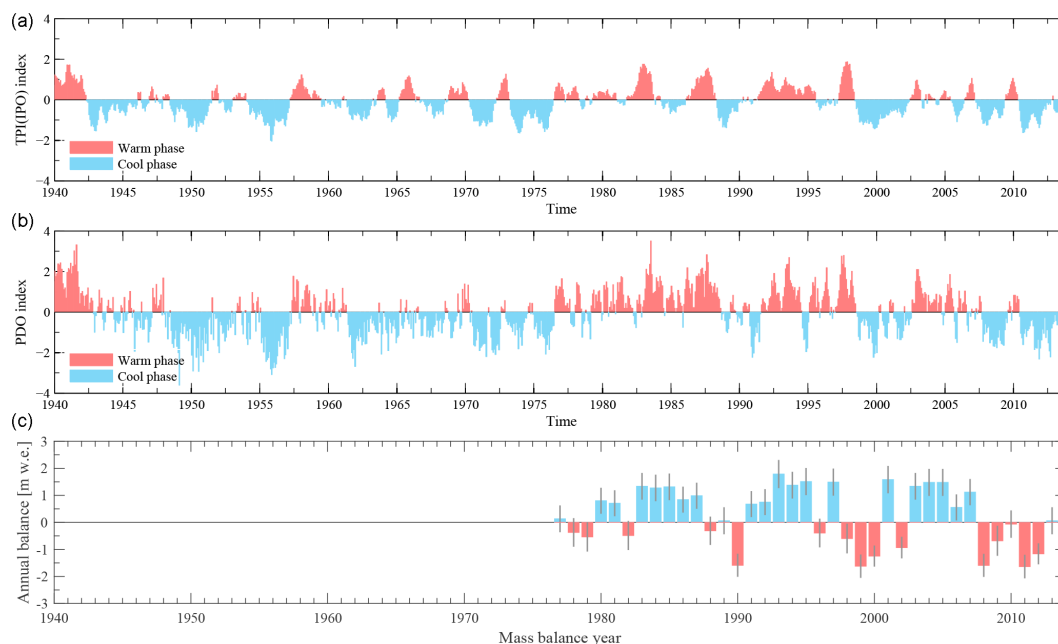 (a)
4
2
0
−2
−4
TPI(IPO) index
Warm phase
Cool phase
1940 1945 1950 1955 1960 1965 1970 1975 1980 1985 1990 1995 2000 2005 2010
Time
(b)
4
2
0
−2
−4
PDO index
Warm phase
Cool phase
1940 1945 1950 1955 1960 1965 1970 1975 1980 1985 1990 1995 2000 2005 2010
Time
(c)
3
2
1
0
-1
-2
-3
Annual balance [m w.e.]
1940 1950 1960 1970 1980 1990 2000 2010
Mass balance year